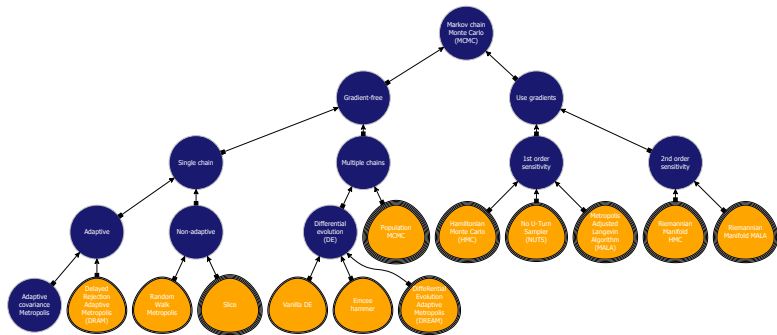 Markov chain
Monte Carlo
(MCMC)
Gradient-free
Use gradients
Single chain
Multiple chains
1st order
sensitivity
2nd order
sensitivity
Adaptive
Non-adaptive
Differential
evolution
(DE)
Population
MCMC
Hamiltonian
Monte Carlo
(HMC)
No U-Turn
Sampler
(NUTS)
Metropolis
Adjusted
Langevin
Algorithm (MALA)
Riemannian
Manifold
HMC
Riemannian
Manifold MALA
Adaptive
covariance
Metropolis
Delayed
Rejection
Adaptive
Metropolis
(DRAM)
Random
Walk
Metropolis
Slice
Vanilla DE
Emcee
hammer
DiffeRential
Evolution
Adaptive
Metropolis
(DREAM)